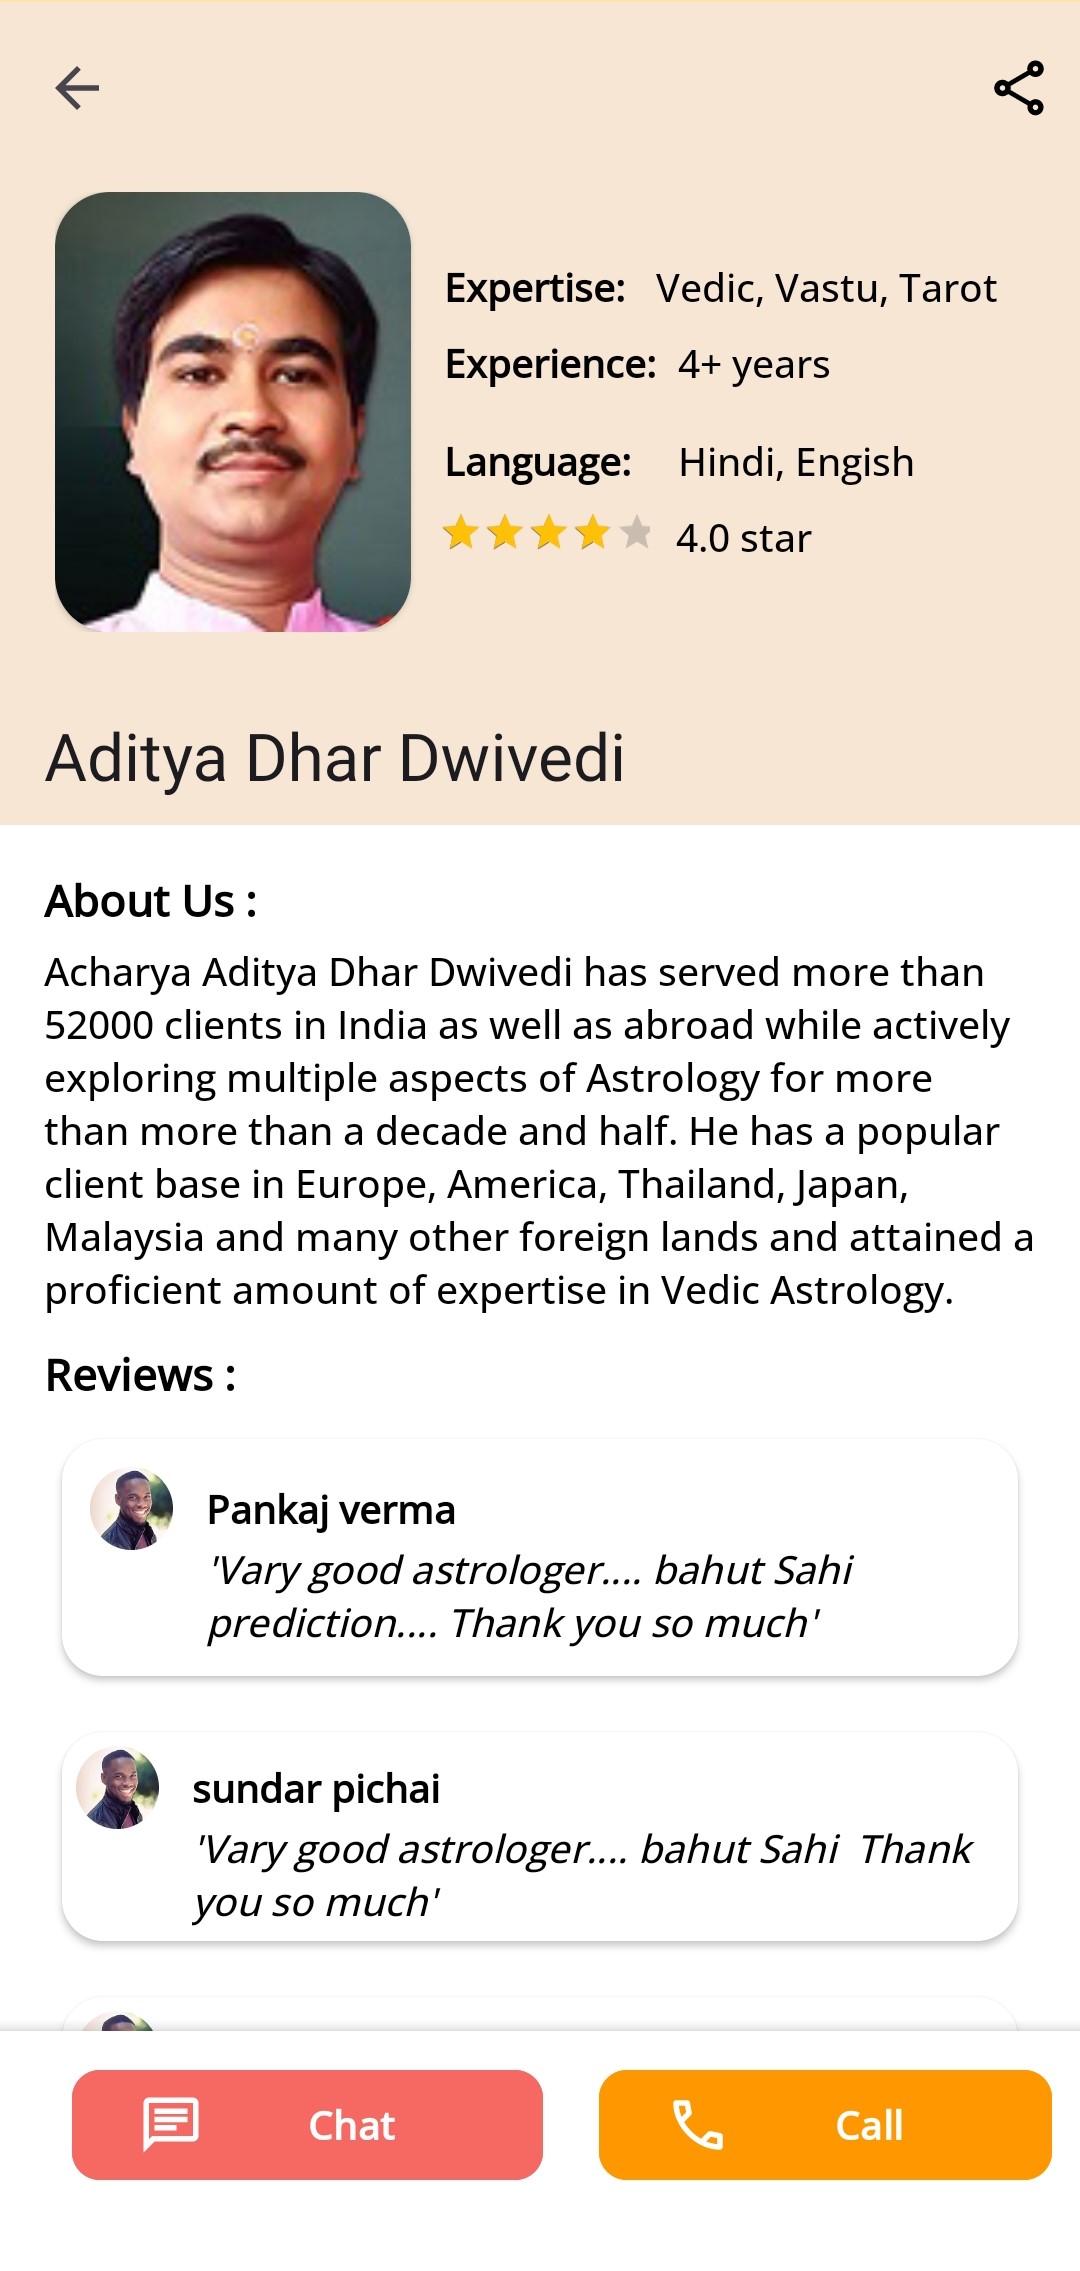 Expertise: Vedic, Vastu, Tarot
Experience: 4+ years
Language: Hindi, Engish
4.0 star
Aditya Dhar Dwivedi
About Us :
Acharya Aditya Dhar Dwivedi has served more than
52000 clients in India as well as abroad while actively
exploring multiple aspects of Astrology for more
than more than a decade and half. He has a popular
client base in Europe, America, Thailand, Japan,
Malaysia and many other foreign lands and attained a
proficient amount of expertise in Vedic Astrology.
Reviews :
Pankaj verma
'Vary good astrologer.... bahut Sahi
prediction.... Thank you so much'
sundar pichai
'Vary good astrologer.... bahut Sahi  Thank
you so much'
Chat
Call